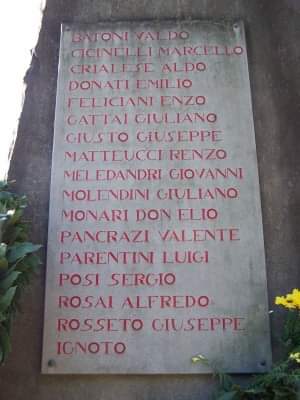 BATONI VALDO
CICINELLI MARCELLO
CRIALESE ALDO
DONATI EMILIO
FELICIANI ENZO
GATTAI GIULIANO
GIUSTO GIUSEPPE
MATTEUCCI RENZO
MELEDANDRI GIOVANNI
MOLENDINI GIULIANO
MONARI DON ELIO
PANCRAZI VALENTE
PARENTINI LUIGI
POSI SERGIO
ROSAI ALFREDO
ROSSETO GIUSEPPE
IGNOTO